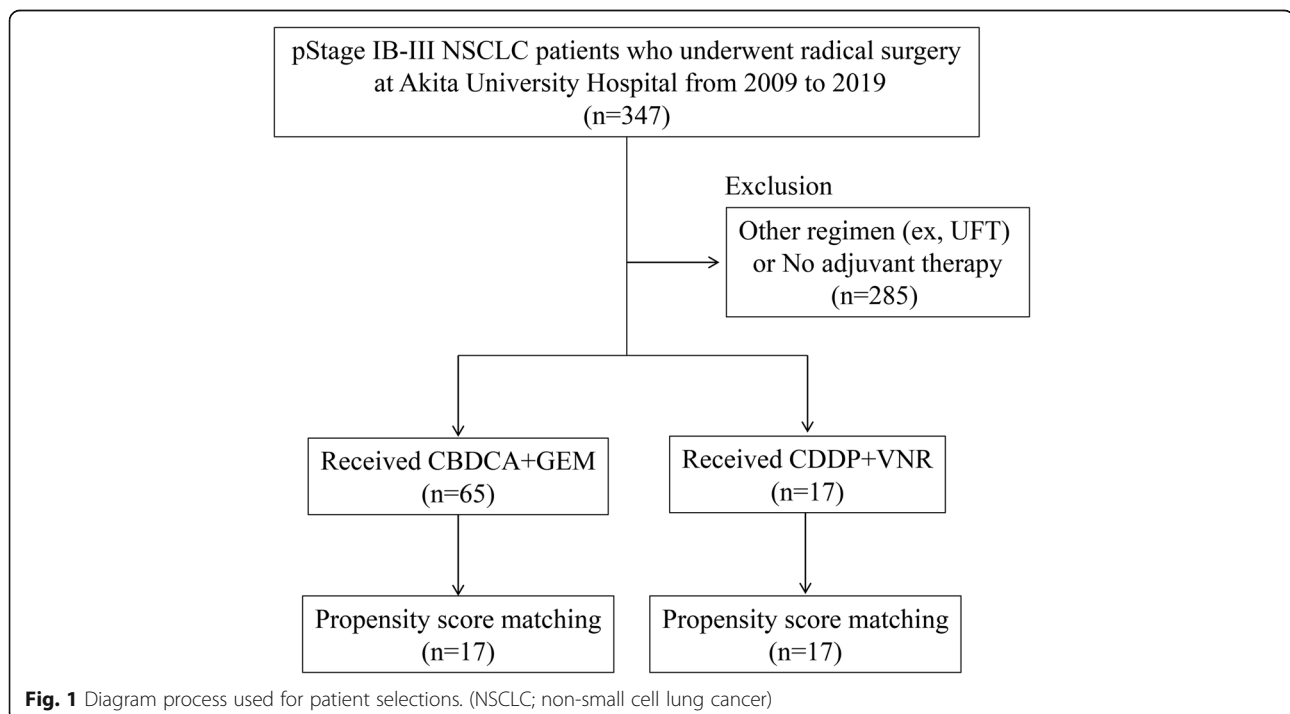 pStage IB-III NSCLC patients who underwent radical surgery
at Akita University Hospital from 2009 to 2019
(n=347)
Exclusion
Other regimen (ex, UFT)
or No adjuvant therapy
(n=285)
Received CBDCA+GEM
(n=65)
Received CDDP+VNR
(n=17)
Propensity score matching
(n=17)
Propensity score matching
(n=17)
Fig. 1 Diagram process used for patient selections. (NSCLC; non-small cell lung cancer)